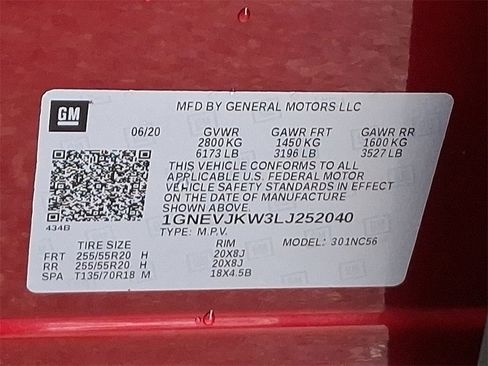 GM
MFD BY GENERAL MOTORS LLC
06/20 GVWR GAWR FRT GAWR RR
2800 KG 1450 KG 1600 KG
6173 LB 3196 LB 3527 LB
THIS VEHICLE CONFORMS TO ALL
APPLICABLE U.S. FEDERAL MOTOR
VEHICLE SAFETY STANDARDS IN EFFECT
ON THE DATE OF MANUFACTURE
SHOWN ABOVE.
434B
1GNEVJKW3LJ252040
TYPE: M.P.V. MODEL: 301NC56
TIRE SIZE RIM
FRT 255/55R20 H 20X8J
RR 255/55R20 H 20X8J
SPA T135/70R18 M 18X4.5B